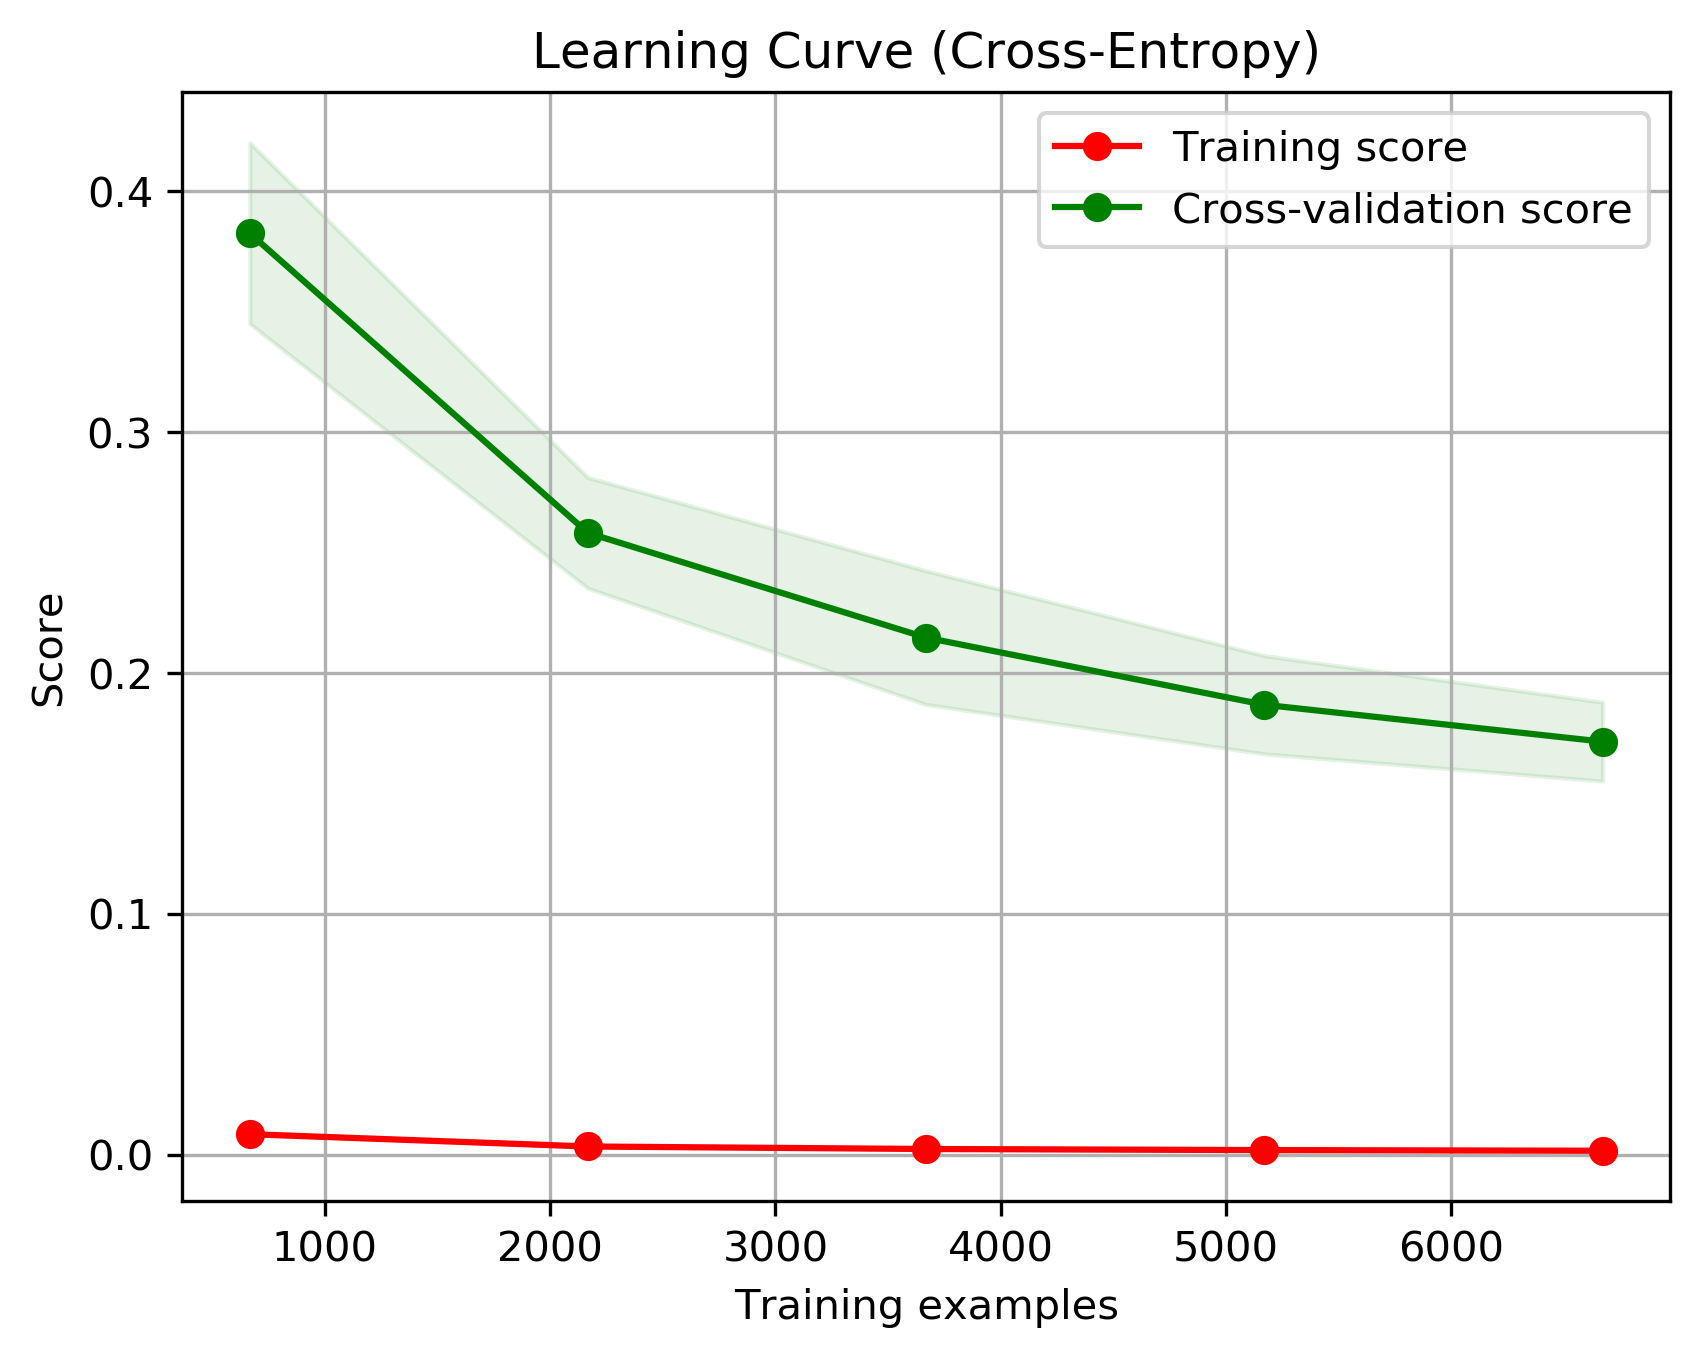 Learning Curve (Cross-Entropy)
Training score
Cross-validation score
0.4
0.3
0.2
0.1
0.0
Score
1000 2000 3000 4000 5000 6000
Training examples